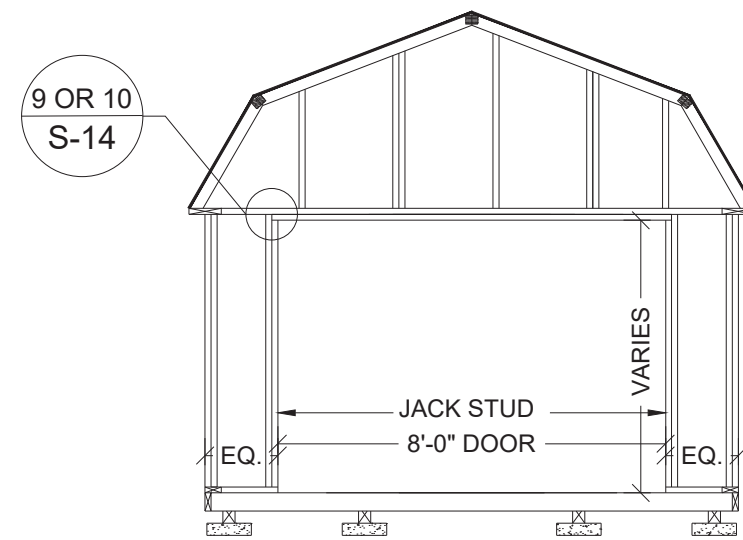 9 OR 10
S-14
VARIES
JACK STUD
8'-0" DOOR
EQ.
EQ.